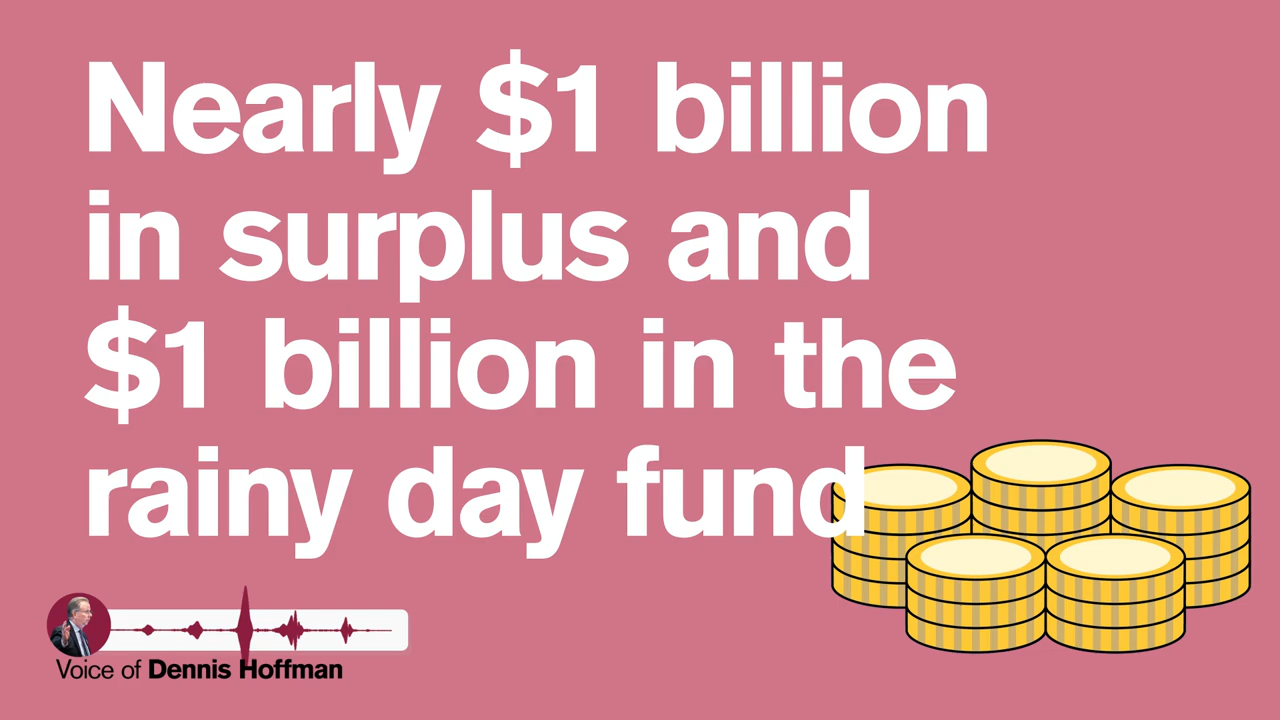 Nearly $1 billion
in surplus and
$1 billion in the
rainy day fund
Voice of Dennis Hoffman